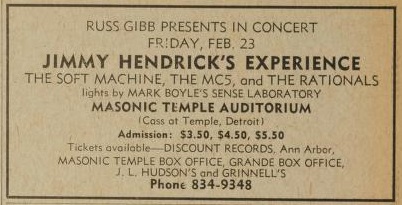 RUSS GIBB PRESENTS IN CONCERT
FRIDAY, FEB. 23
JIMMY HENDRICK'S EXPERIENCE
THE SOFT MACHINE, THE MC5, and THE RATIONALS
lights by MARK BOYLE'S SENSE LABORATORY
MASONIC TEMPLE AUDITORIUM
(Cass at Temple, Detroit)
Admission: $3.50, $4.50, $5.50
Tickets available—DISCOUNT RECORDS, Ann Arbor,
MASONIC TEMPLE BOX OFFICE, GRANDE BOX OFFICE,
J. L. HUDSON'S and GRINNELL'S
Phone 834-9348